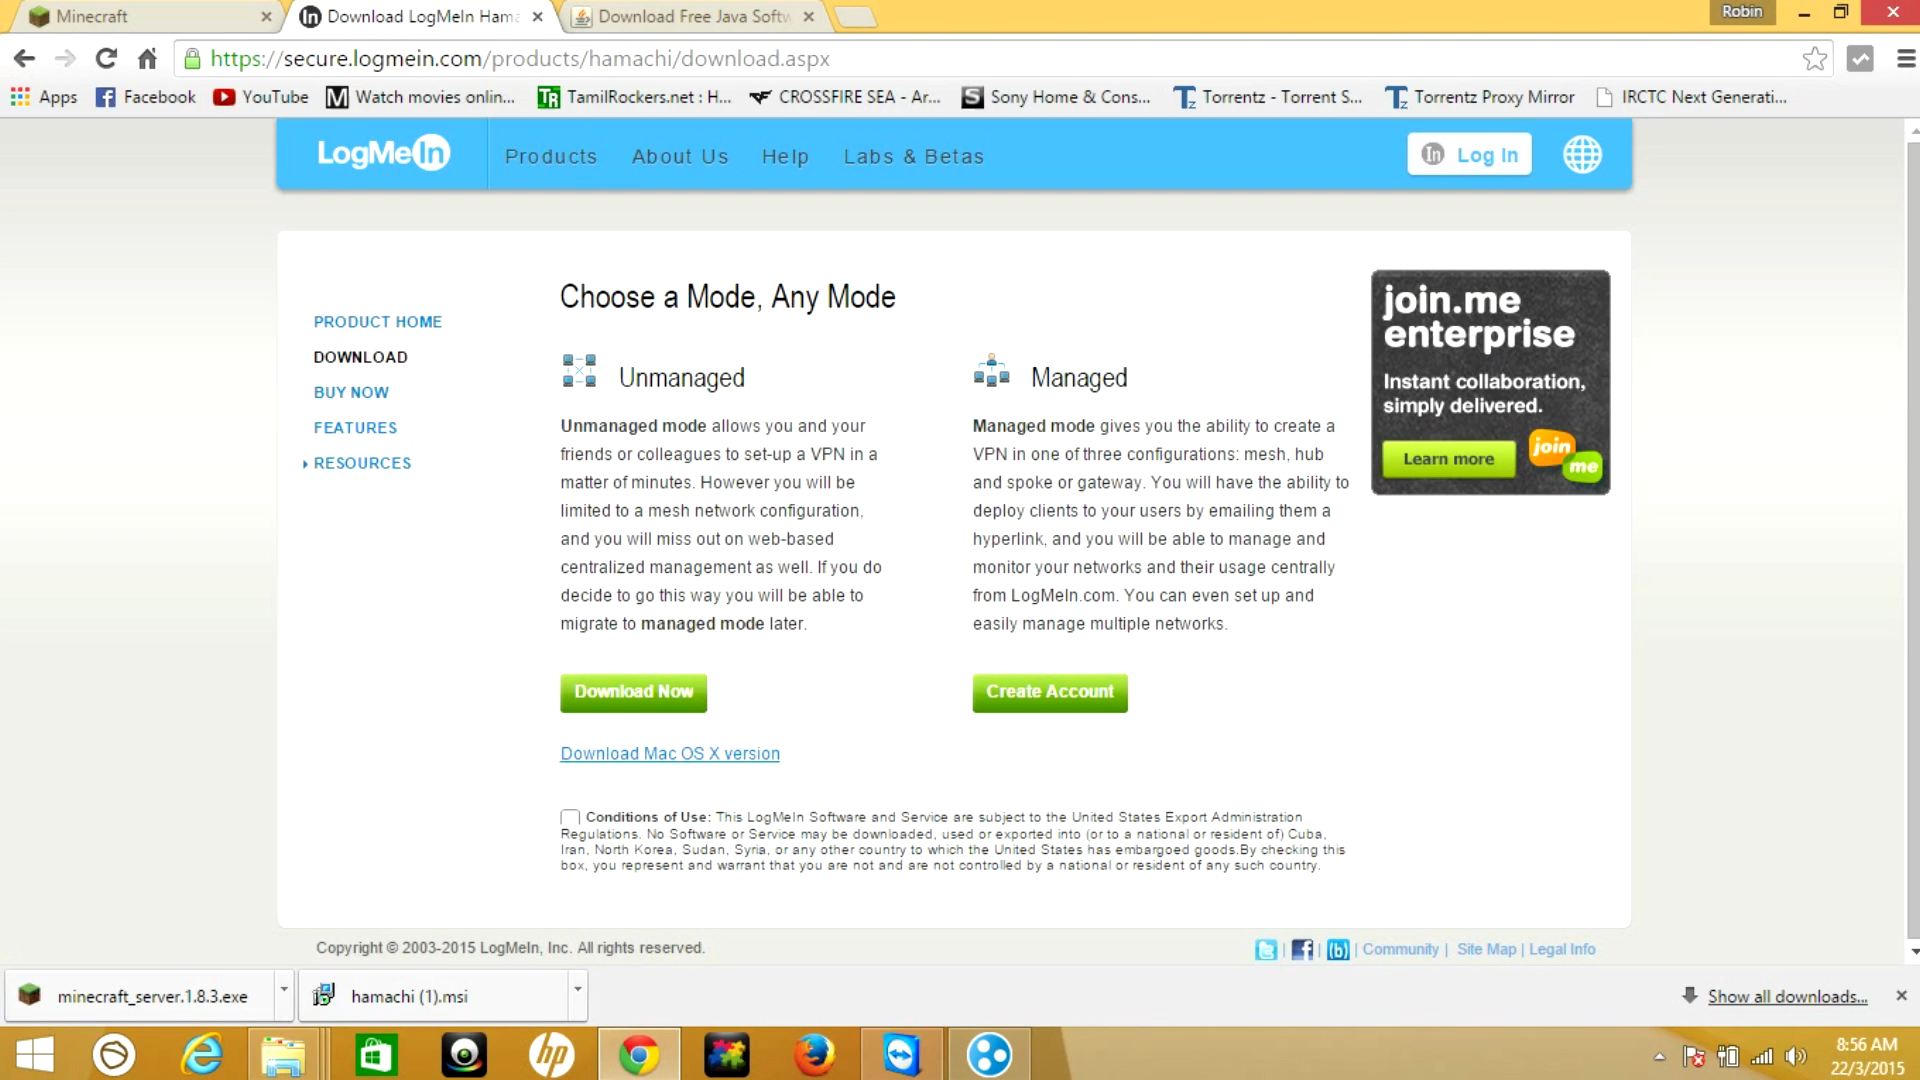 Minecraft
Download LogMeIn Hama
Download Free Java Softw
Robin
https://secure.logmein.com/products/hamachi/download.aspx
Apps
Facebook
YouTube
Watch movies onlin...
TamilRockers.net : H...
CROSSFIRE SEA - Ar...
Sony Home & Cons...
Torrentz - Torrent S...
Torrentz Proxy Mirror
IRCTC Next Generati...
LogMeIn
Products
About Us
Help
Labs & Betas
In
Log In
Choose a Mode, Any Mode
PRODUCT HOME
DOWNLOAD
BUY NOW
FEATURES
RESOURCES
Unmanaged
Unmanaged mode allows you and your
friends or colleagues to set-up a VPN in a
matter of minutes. However you will be
limited to a mesh network configuration,
and you will miss out on web-based
centralized management as well. If you do
decide to go this way you will be able to
migrate to managed mode later.
Download Now
Download Mac OS X version
Managed
Managed mode gives you the ability to create a
VPN in one of three configurations: mesh, hub
and spoke or gateway. You will have the ability to
deploy clients to your users by emailing them a
hyperlink, and you will be able to manage and
monitor your networks and their usage centrally
from LogMeIn.com. You can even set up and
easily manage multiple networks.
Create Account
join.me
enterprise
Instant collaboration,
simply delivered.
Learn more
join
me
Conditions of Use: This LogMeIn Software and Service are subject to the United States Export Administration
Regulations. No Software or Service may be downloaded, used or exported into (or to a national or resident of) Cuba,
Iran, North Korea, Sudan, Syria, or any other country to which the United States has embargoed goods.By checking this
box, you represent and warrant that you are not and are not controlled by a national or resident of any such country.
Copyright © 2003-2015 LogMeIn, Inc. All rights reserved.
| | | Community | Site Map | Legal Info
minecraft_server.1.8.3.exe
hamachi (1).msi
Show all downloads...
hp
8:56 AM
22/3/2015